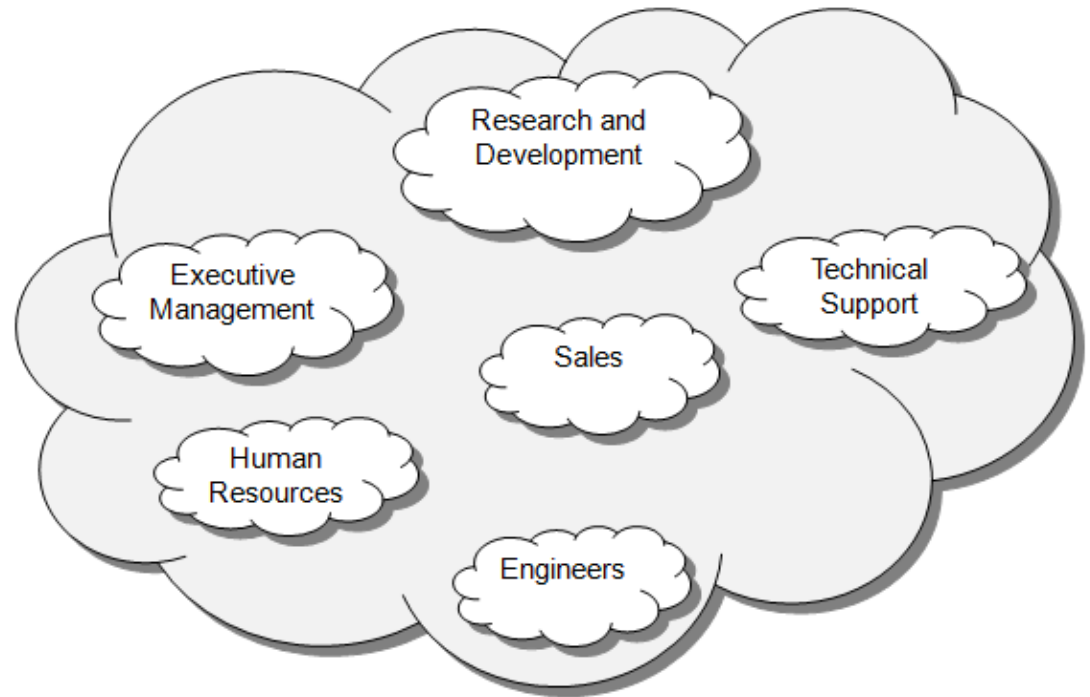 Research and
Development
Executive
Management
Technical
Support
Sales
Human
Resources
Engineers